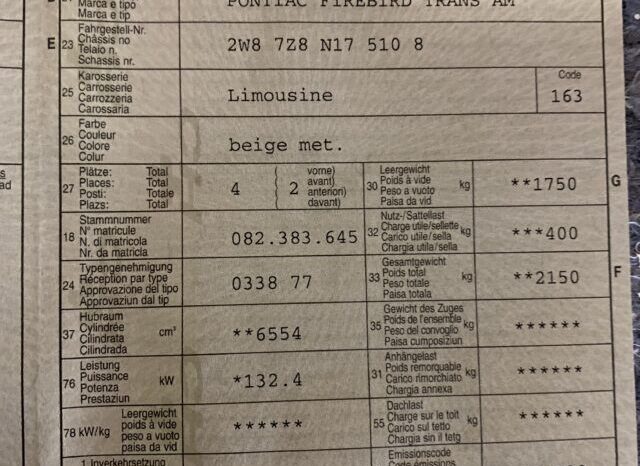 D 21 Marca e tipo PONTIAC FIREBIRD TRANS AM
Marca e tip
E 23 Fahrgestell-Nr.
Châssis no 2W8 7Z8 N17 510 8
Telaio n.
Schassis nr.
25 Karosserie
Carrosserie Limousine
Carrozzeria
Carossaria
Code
163
26 Farbe
Couleur beige met.
Colore
Colur
27 Plätze: Total
Places: Total
Posti: Totale
Plazs: Total
4 ( 2 vorne)
avant)
anteriori)
davant)
30 Leergewicht
Poids à vide kg **1750 G
Peso a vuoto
Paisa da vid
18 Stammnummer
N° matricule
N. di matricola 082.383.645
Nr. da matricla
32 Nutz-/Sattellast
Charge utile/sellette kg ***400
Carico utile/sella
Chargia utila/sella
24 Typengenehmigung
Réception par type 0338 77
Approvazione del tipo
Approvaziun dal tip
33 Gesamtgewicht
Poids total kg **2150 F
Peso totale
Paisa totala
37 Hubraum
Cylindrée cm³ **6554
Cilindrata
Cilindrada
35 Gewicht des Zuges
Poids de l'ensemble kg ******
Peso del convoglio
Paisa cumposiziun
76 Leistung
Puissance kW *132.4
Potenza
Prestaziun
31 Anhängelast
Poids remorquable kg ******
Carico rimorchiato
Chargia annexa
78 kW/kg Leergewicht
poids à vide ******
peso a vuoto
paisa da vid
55 Dachlast
Charge sur le toit kg ******
Carico sul tetto
Chargia sin il tetg
1. Inverkehrsetzung
Emissionscode
Code émissions